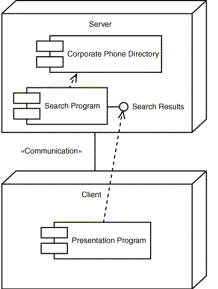 Server
Corporate Phone Directory
Search Program
Search Results
«Communication»
Client
Presentation Program